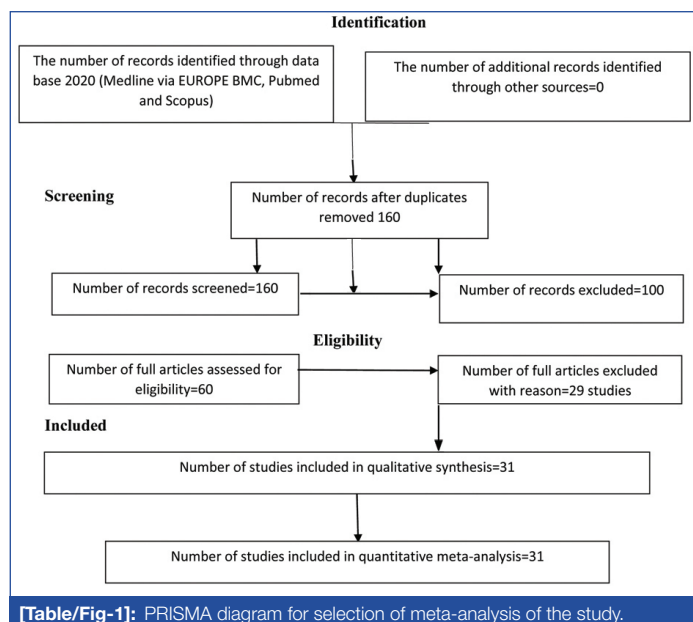 Identification
The number of records identified through data
base 2020 (Medline via EUROPE BMC, Pubmed
and Scopus)
The number of additional records identified
through other sources=0
Screening
Number of records after duplicates
removed 160
Number of records screened=160
Number of records excluded=100
Eligibility
Number of full articles assessed for
eligibility=60
Number of full articles excluded
with reason=29 studies
Included
Number of studies included in qualitative synthesis=31
Number of studies included in quantitative meta-analysis=31
[Table/Fig-1]: PRISMA diagram for selection of meta-analysis of the study.